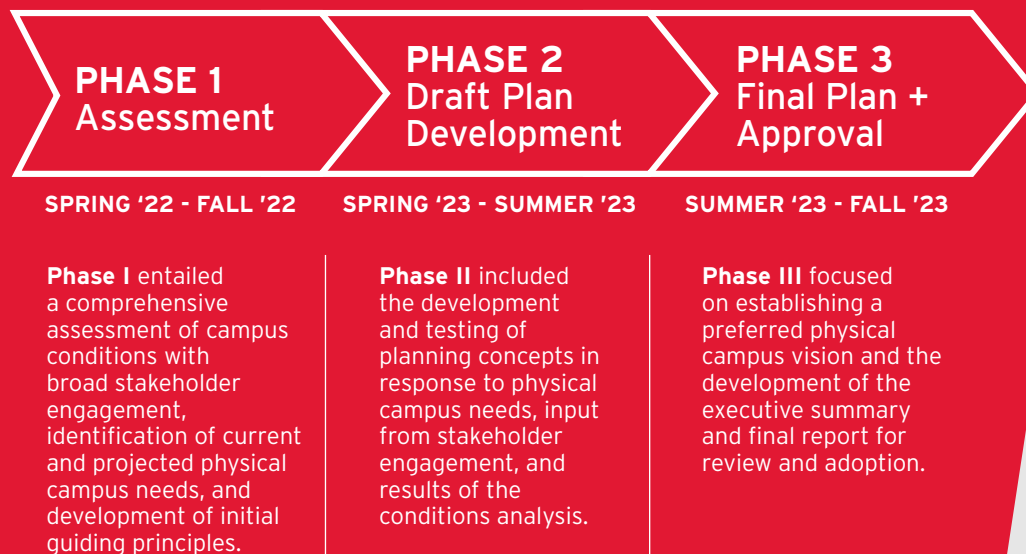 PHASE 1
Assessment
PHASE 2
Draft Plan
Development
PHASE 3
Final Plan +
Approval
SPRING ‘22 - FALL ’22
SPRING ‘23 - SUMMER ’23
SUMMER ‘23 - FALL ’23
Phase I entailed
a comprehensive
assessment of campus
conditions with
broad stakeholder
engagement,
identification of current
and projected physical
campus needs, and
development of initial
guiding principles.
Phase II included
the development
and testing of
planning concepts in
response to physical
campus needs, input
from stakeholder
engagement, and
results of the
conditions analysis.
Phase III focused
on establishing a
preferred physical
campus vision and the
development of the
executive summary
and final report for
review and adoption.